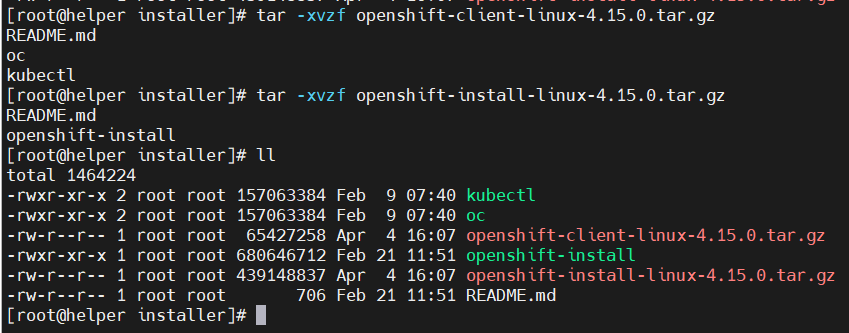 [root@helper installer]# tar -xvzf openshift-client-linux-4.15.0.tar.gz
README.md
oc
kubectl
[root@helper installer]# tar -xvzf openshift-install-linux-4.15.0.tar.gz
README.md
openshift-install
[root@helper installer]# ll
total 1464224
-rwxr-xr-x 2 root root 157063384 Feb  9 07:40 kubectl
-rwxr-xr-x 2 root root 157063384 Feb  9 07:40 oc
-rw-r--r-- 1 root root  65427258 Apr  4 16:07 openshift-client-linux-4.15.0.tar.gz
-rwxr-xr-x 1 root root 680646712 Feb 21 11:51 openshift-install
-rw-r--r-- 1 root root 439148837 Apr  4 16:07 openshift-install-linux-4.15.0.tar.gz
-rw-r--r-- 1 root root       706 Feb 21 11:51 README.md
[root@helper installer]#